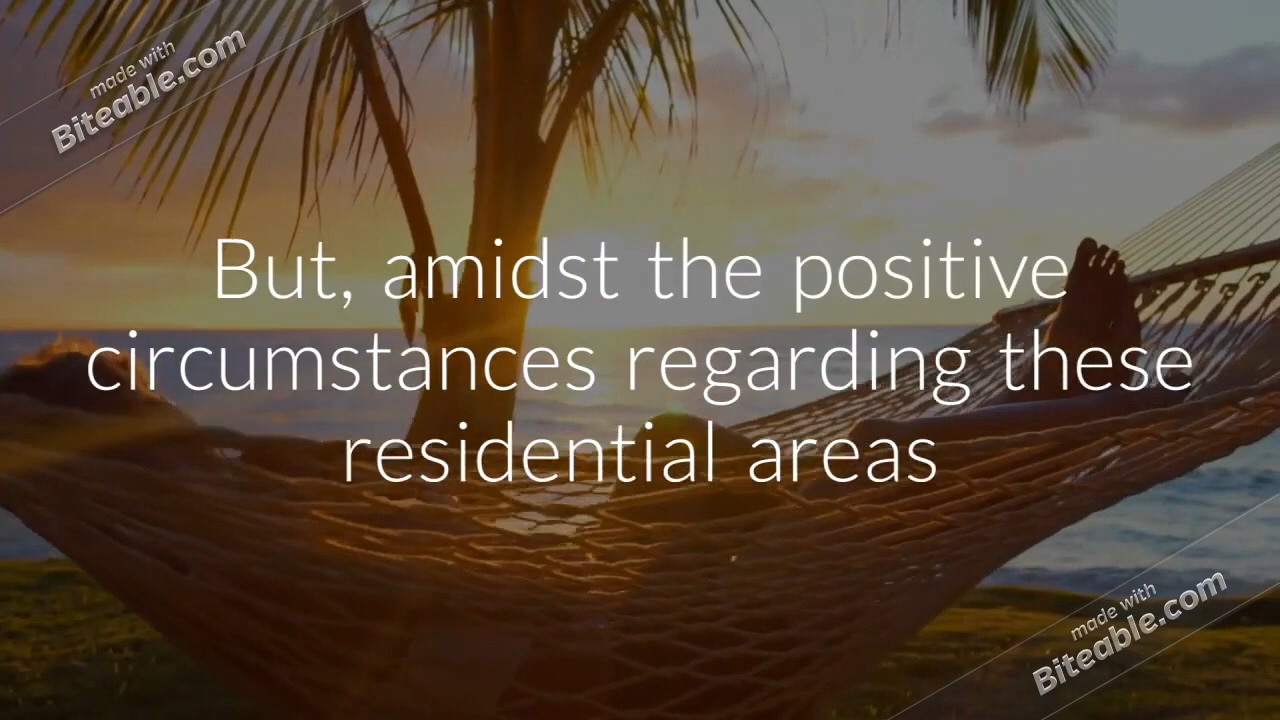 made with
Biteable.com
But, amidst the positive
circumstances regarding these
residential areas
made with
Biteable.com